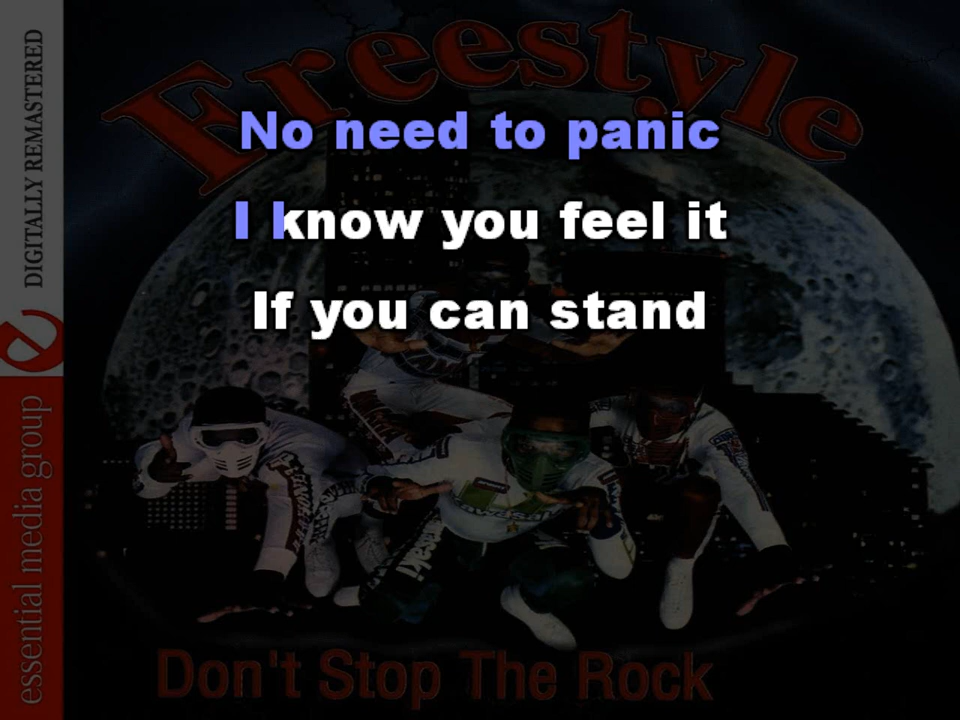 DIGITALLY REMASTERED
essential media group
Freestyle
No need to panic
I know you feel it
If you can stand
Don't Stop The Rock